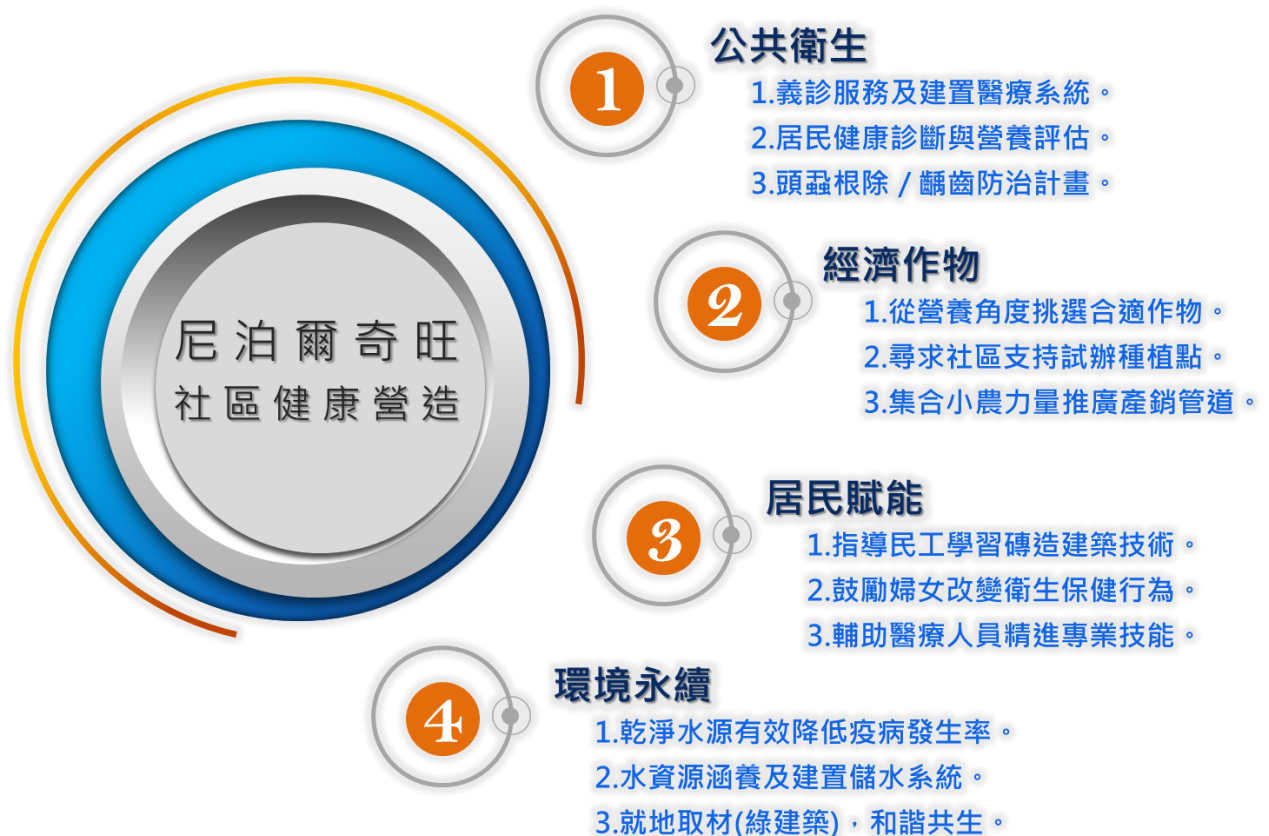 尼泊爾奇旺
社區健康營造
1
公共衛生
1.義診服務及建置醫療系統。
2.居民健康診斷與營養評估。
3.頭蝨根除 / 齲齒防治計畫。
2
經濟作物
1.從營養角度挑選合適作物。
2.尋求社區支持試辦種植點。
3.集合小農力量推廣產銷管道。
3
居民賦能
1.指導民工學習磚造建築技術。
2.鼓勵婦女改變衛生保健行為。
3.輔助醫療人員精進專業技能。
4
環境永續
1.乾淨水源有效降低疫病發生率。
2.水資源涵養及建置儲水系統。
3.就地取材(綠建築)，和諧共生。